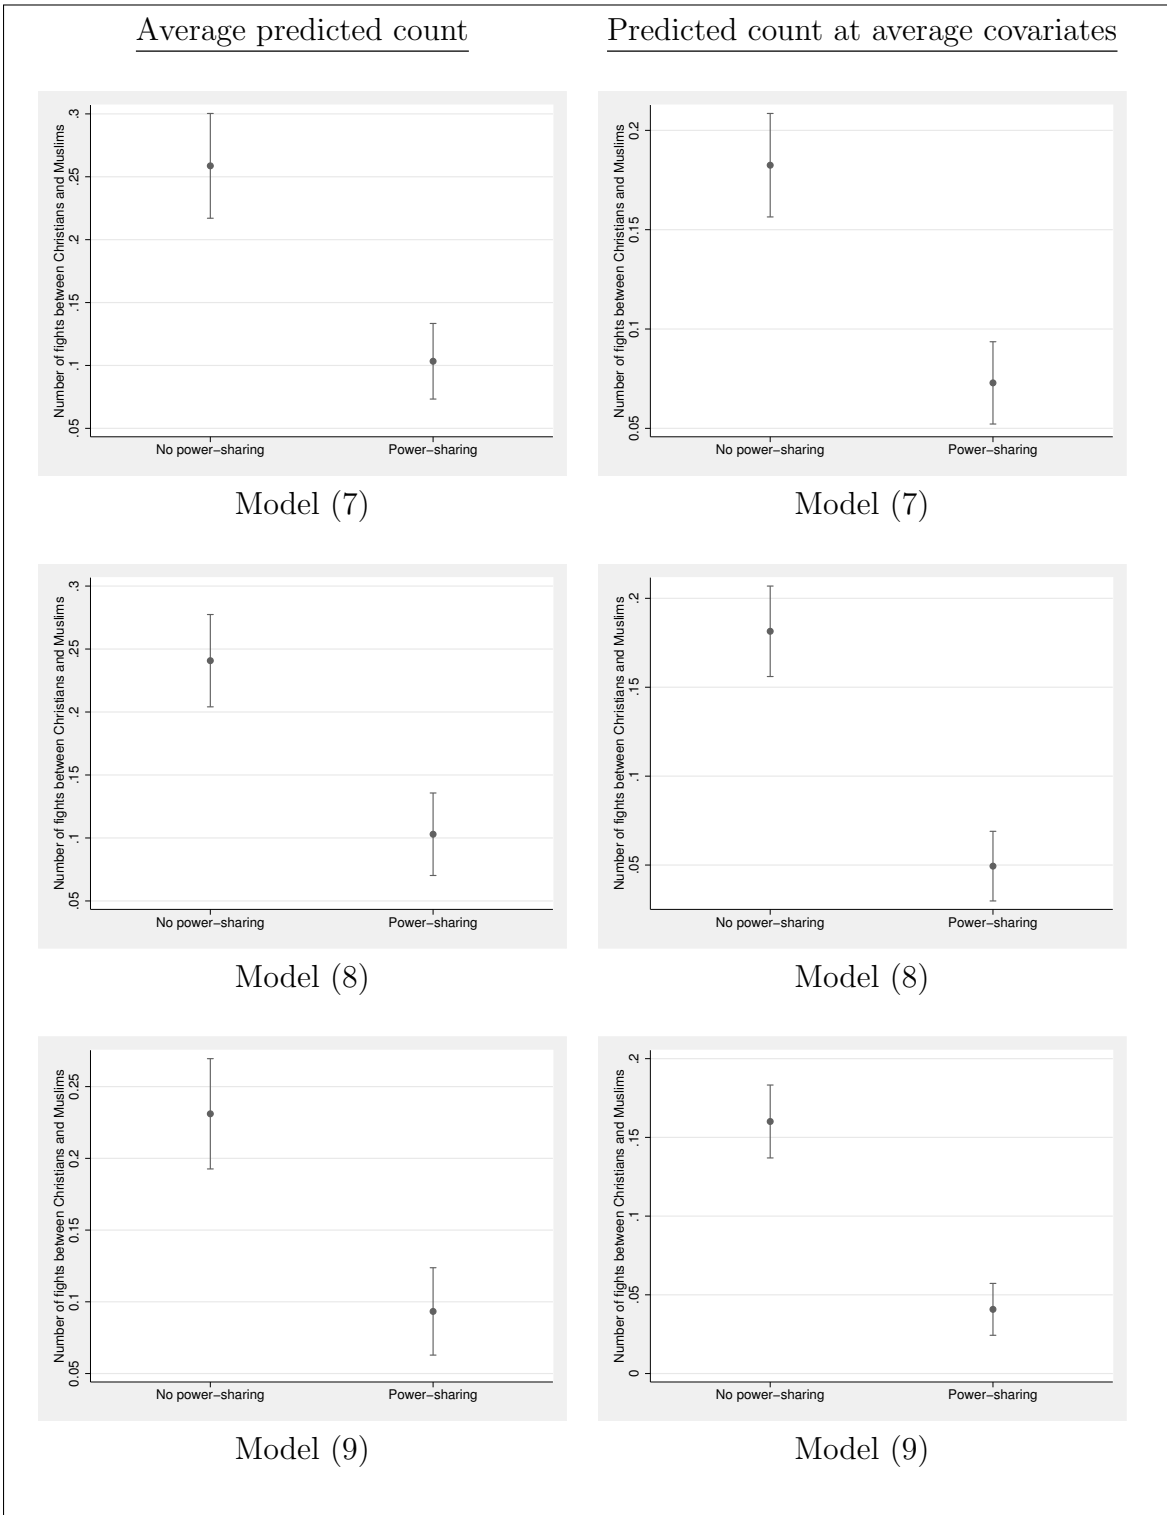 Average predicted count
Predicted count at average covariates
Number of fights between Christians and Muslims
.3
.25
.2
.15
.1
.05
No power−sharing
Power−sharing
Model (7)
Number of fights between Christians and Muslims
0.2
0.15
0.1
0.05
No power−sharing
Power−sharing
Model (7)
Number of fights between Christians and Muslims
.3
.25
.2
.15
.1
.05
No power−sharing
Power−sharing
Model (8)
Number of fights between Christians and Muslims
.2
.15
.1
.05
No power−sharing
Power−sharing
Model (8)
Number of fights between Christians and Muslims
0.25
0.2
0.15
0.1
0.05
No power−sharing
Power−sharing
Model (9)
Number of fights between Christians and Muslims
.2
.15
.1
.05
0
No power−sharing
Power−sharing
Model (9)